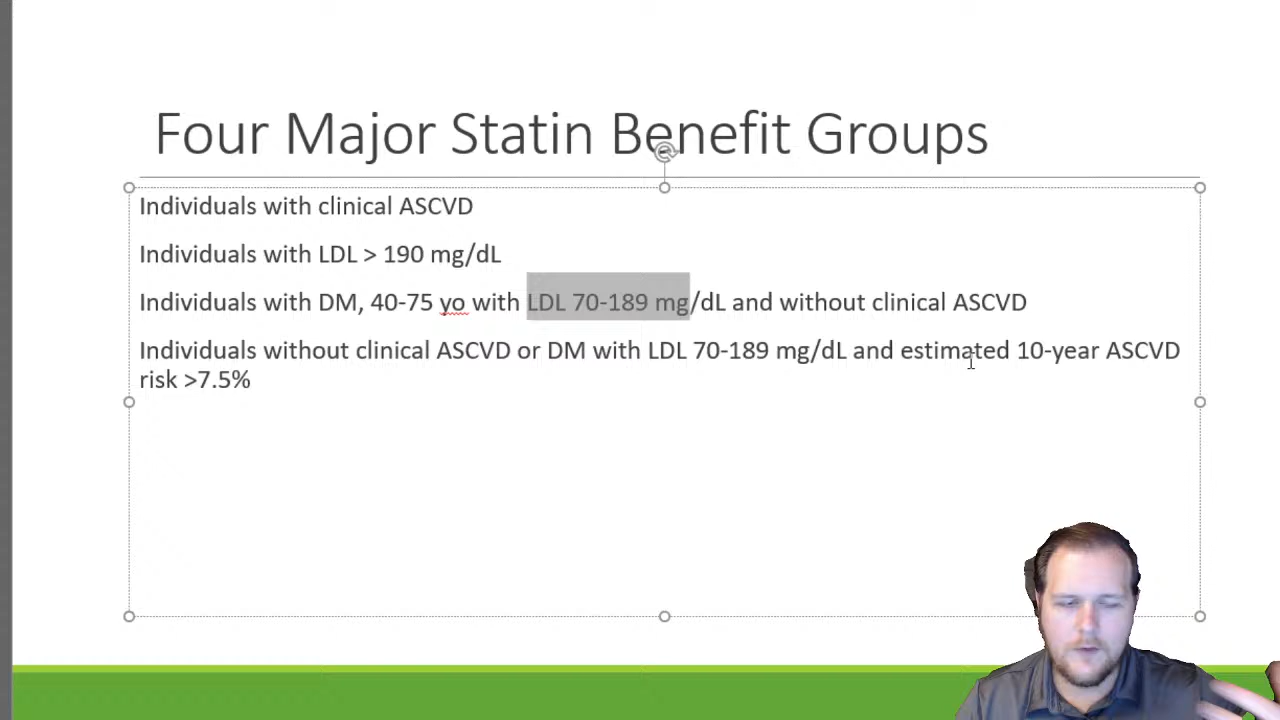 Four Major Statin Benefit Groups
Individuals with clinical ASCVD
Individuals with LDL > 190 mg/dL
Individuals with DM, 40-75 yo with LDL 70-189 mg/dL and without clinical ASCVD
Individuals without clinical ASCVD or DM with LDL 70-189 mg/dL and estimated 10-year ASCVD
risk >7.5%